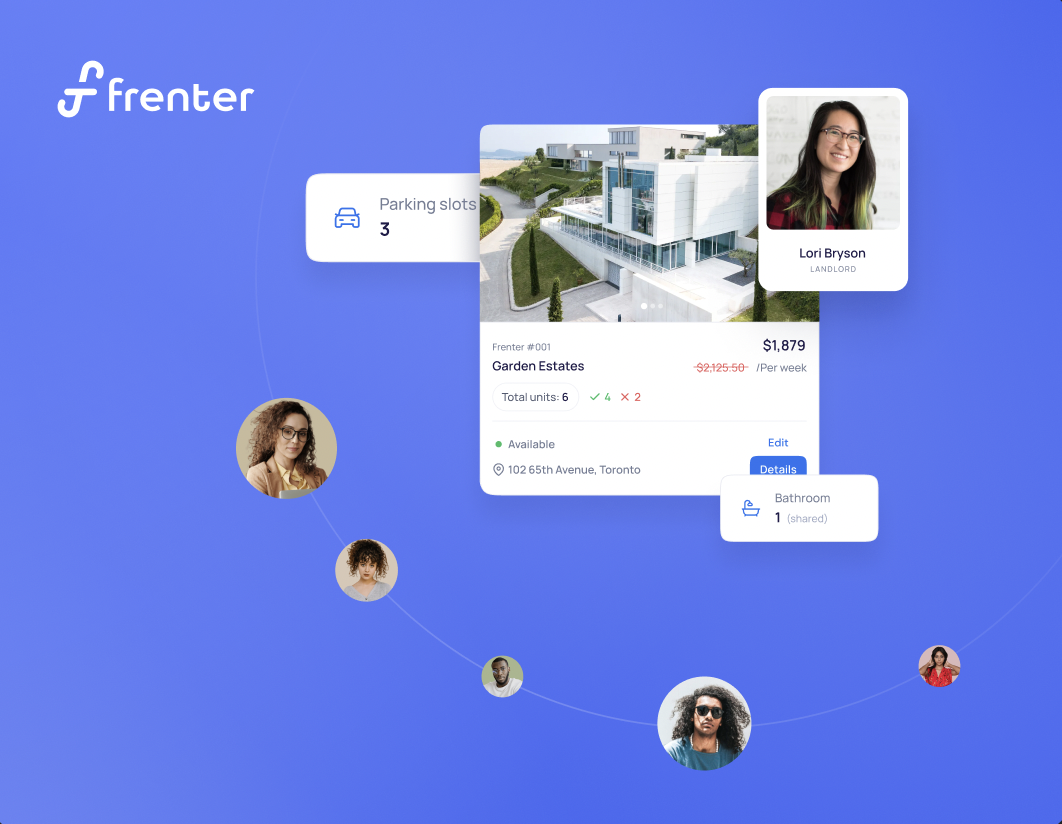 frenter
Parking slots
3
Lori Bryson
LANDLORD
Frenter #001
$1,879
Garden Estates
$2,125.50 /Per week
Total units: 6
4
2
Available
Edit
102 65th Avenue, Toronto
Details
Bathroom
1 (shared)